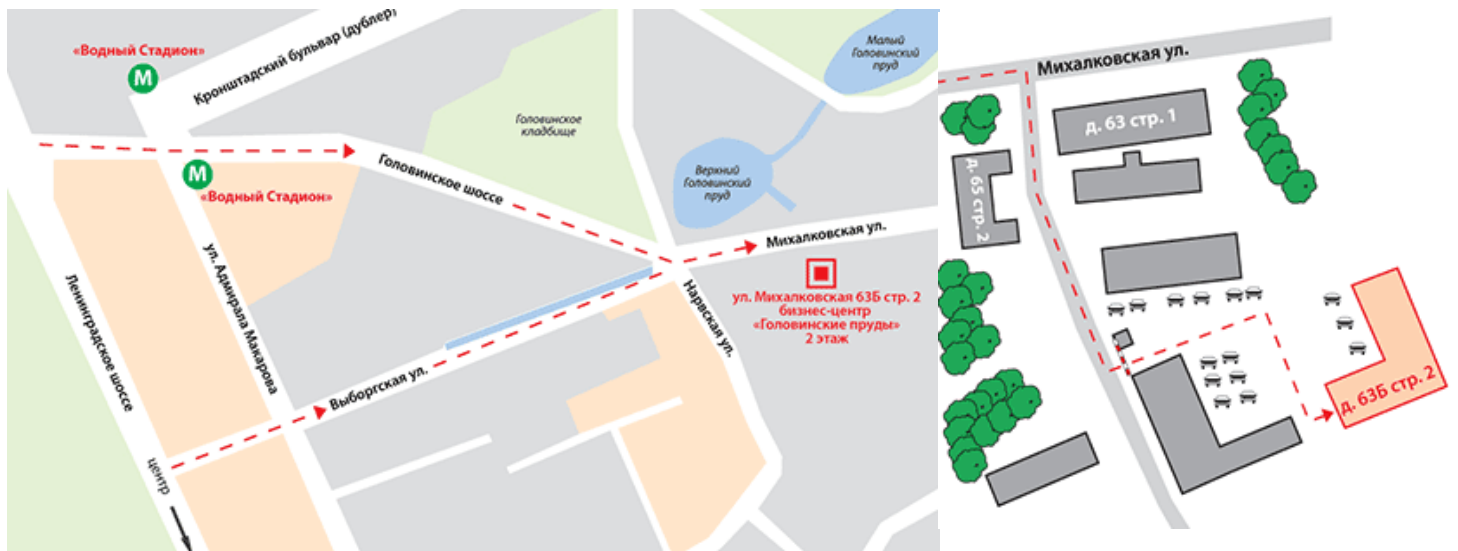 «Водный Стадион»
М
Кронштадский бульвар (дублер)
Малый
Головинский
пруд
Головинское
кладбище
Головинское шоссе
М
«Водный Стадион»
Верхний
Головинский
пруд
Михалковская ул.
ул. Михалковская 63Б стр. 2
бизнес-центр
«Головинские пруды»
2 этаж
Ленинградское шоссе
ул. Адмирала Макарова
Нарвская ул.
Выборгская ул.
центр
Михалковская ул.
д. 63 стр. 1
д. 65 стр. 2
д. 63Б стр. 2